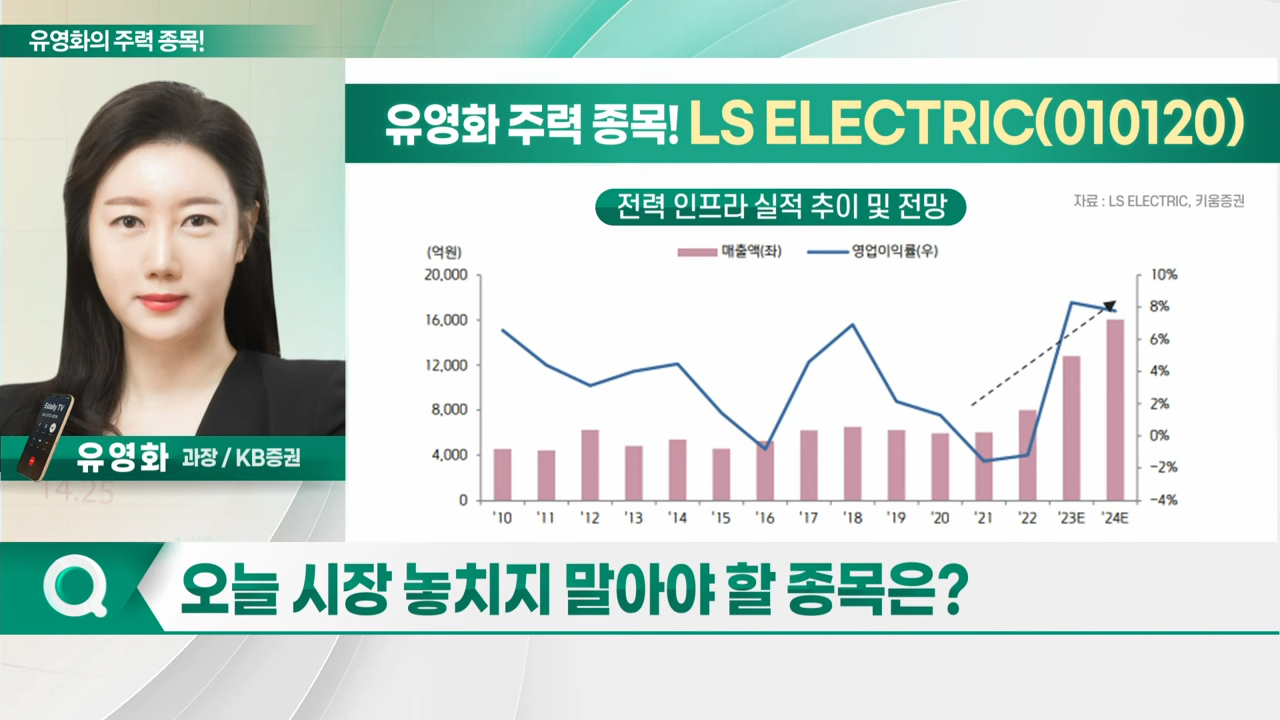 유영화의 주력 종목!
유영화 주력 종목! LS ELECTRIC(010120)
전력 인프라 실적 추이 및 전망
자료 : LS ELECTRIC, 키움증권
(억원)
매출액(좌) 영업이익률(우)
20,000 10%
16,000 8%
12,000 6%
8,000 4%
4,000 2%
0 0%
-2%
-4%
'10 '11 '12 '13 '14 '15 '16 '17 '18 '19 '20 '21 '22 '23E '24E
Edaily TV
유영화 과장 / KB증권
14.25
오늘 시장 놓치지 말아야 할 종목은?